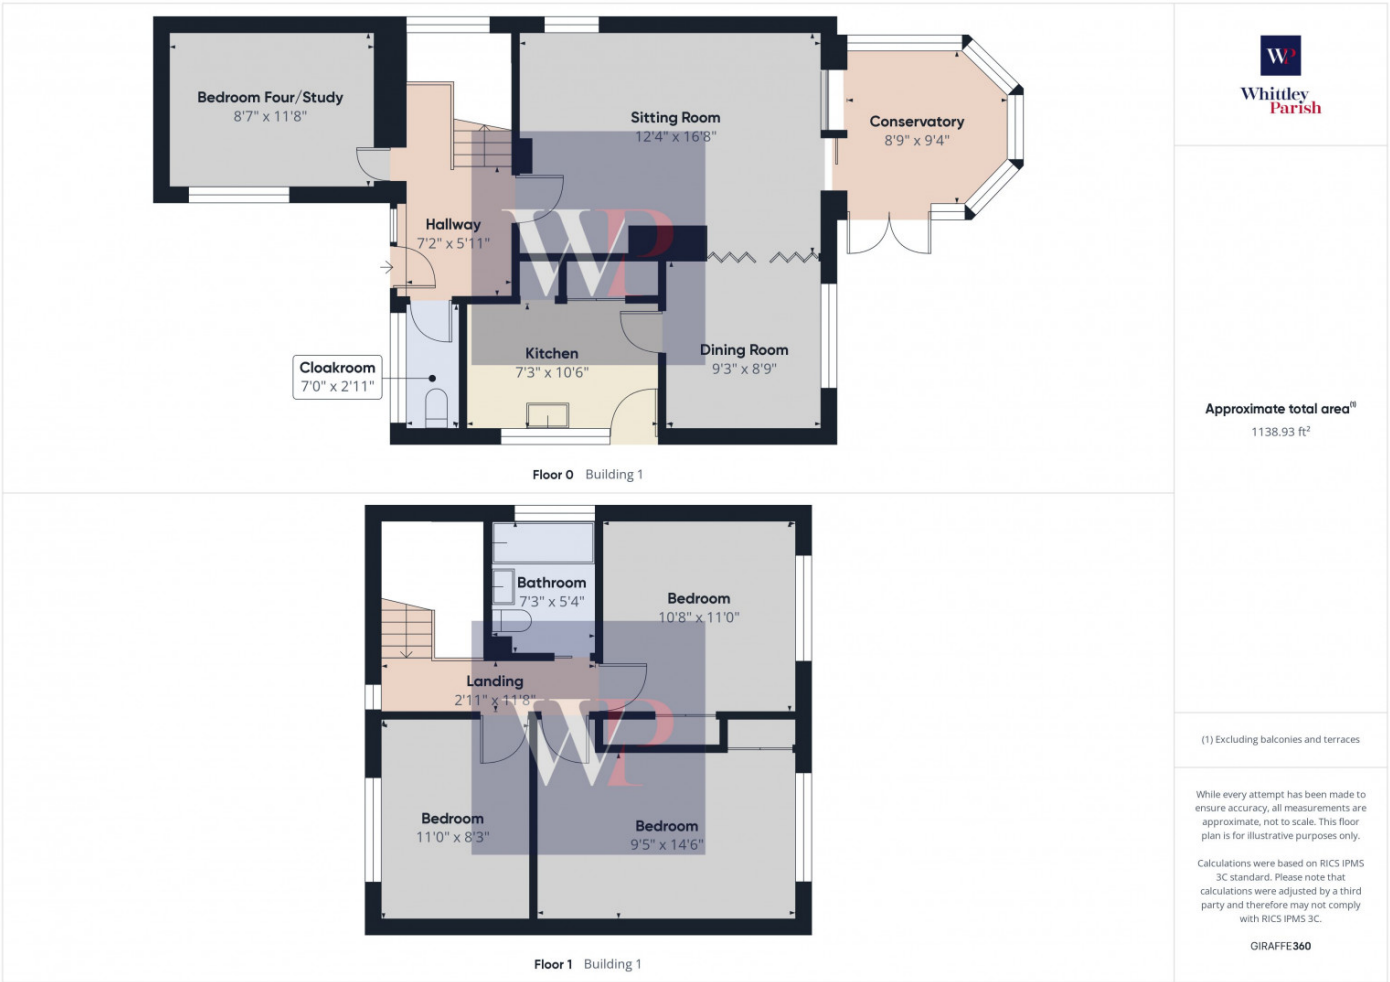 Bedroom Four/Study
8'7" x 11'8"
Sitting Room
12'4" x 16'8"
Conservatory
8'9" x 9'4"
Hallway
7'2" x 5'11"
Cloakroom
7'0" x 2'11"
Kitchen
7'3" x 10'6"
Dining Room
9'3" x 8'9"
WP
Floor 0 Building 1
Bathroom
7'3" x 5'4"
Bedroom
10'8" x 11'0"
Landing
2'11" x 11'8"
WP
Bedroom
11'0" x 8'3"
Bedroom
9'5" x 14'6"
Floor 1 Building 1
WP
Whittley
Parish
Approximate total area(1)
1138.93 ft²
(1) Excluding balconies and terraces
While every attempt has been made to
ensure accuracy, all measurements are
approximate, not to scale. This floor
plan is for illustrative purposes only.
Calculations were based on RICS IPMS
3C standard. Please note that
calculations were adjusted by a third
party and therefore may not comply
with RICS IPMS 3C.
GIRAFFE360